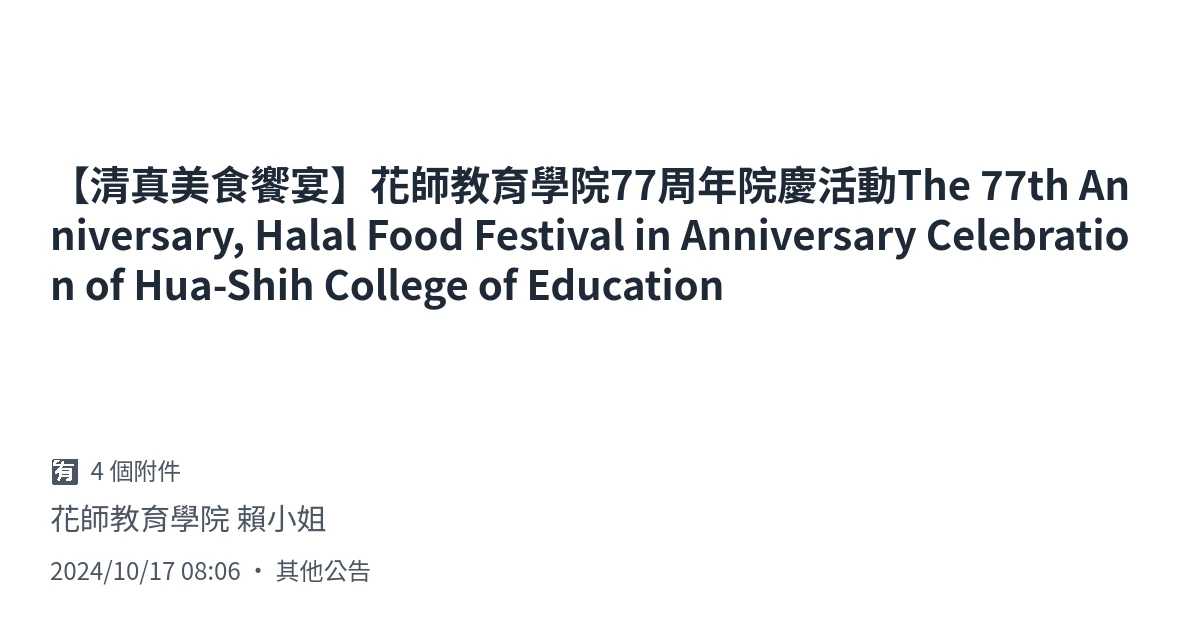 【清真美食饗宴】花師教育學院77周年院慶活動The 77th An
niversary, Halal Food Festival in Anniversary Celebratio
n of Hua-Shih College of Education
🈶 4 個附件
花師教育學院 賴小姐
2024/10/17 08:06 • 其他公告